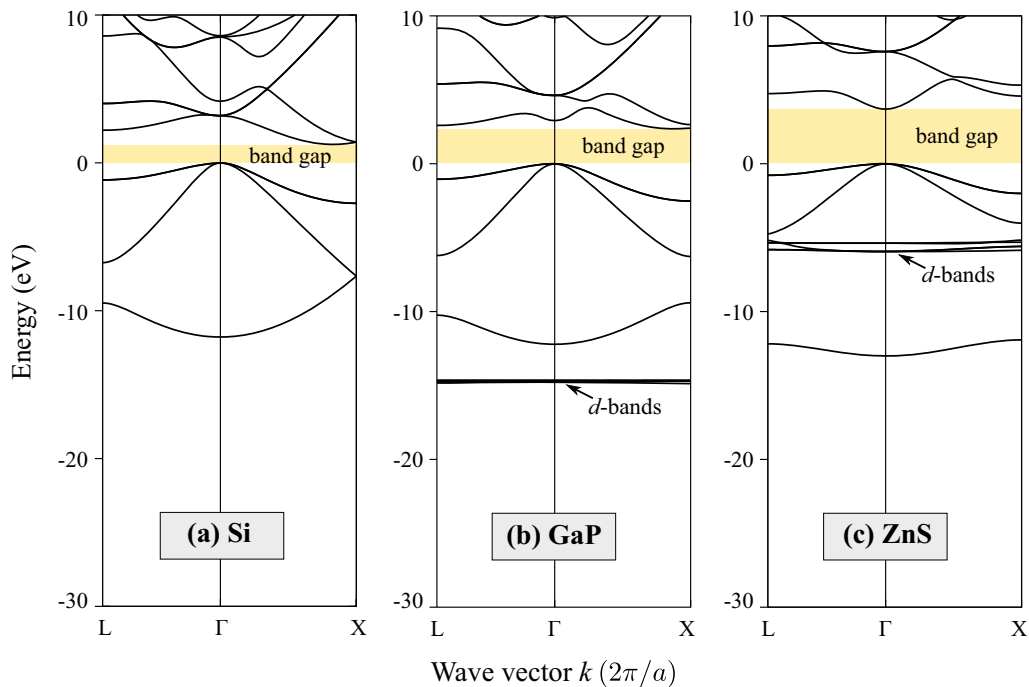 Energy (eV)
10
0
-10
-20
-30
band gap
(a) Si
L Γ X
10
0
-10
-20
-30
band gap
d-bands
(b) GaP
L Γ X
10
0
-10
-20
-30
band gap
d-bands
(c) ZnS
L Γ X
Wave vector k (2π/a)